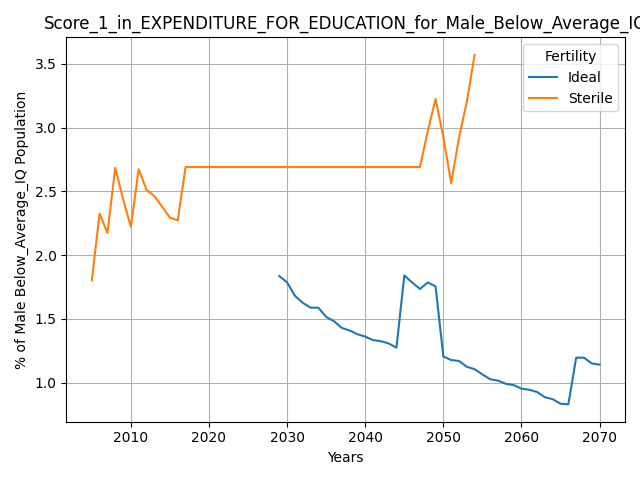 Score_1_in_EXPENDITURE_FOR_EDUCATION_for_Male_Below_Average_IQ
Fertility
Ideal
Sterile
% of Male Below_Average_IQ Population
3.5
3.0
2.5
2.0
1.5
1.0
2010 2020 2030 2040 2050 2060 2070
Years